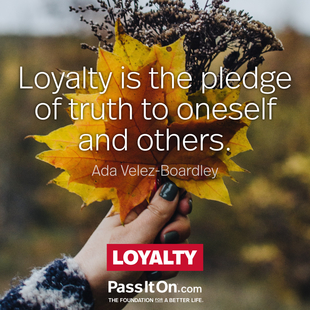 Loyalty is the pledge
of truth to oneself
and others.
Ada Velez-Boardley
LOYALTY
PassItOn.com
THE FOUNDATION FOR A BETTER LIFE.